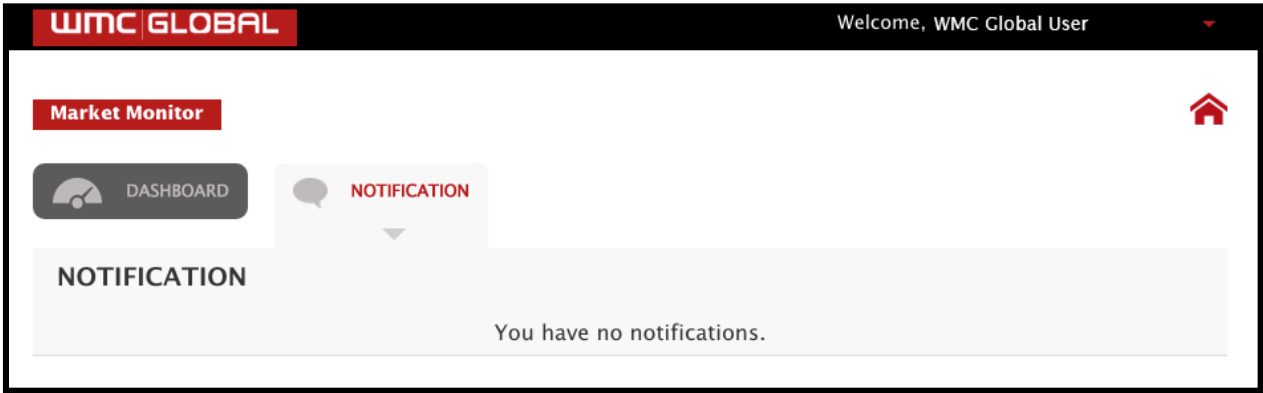 WMC GLOBAL
Welcome, WMC Global User
Market Monitor
DASHBOARD
NOTIFICATION
NOTIFICATION
You have no notifications.